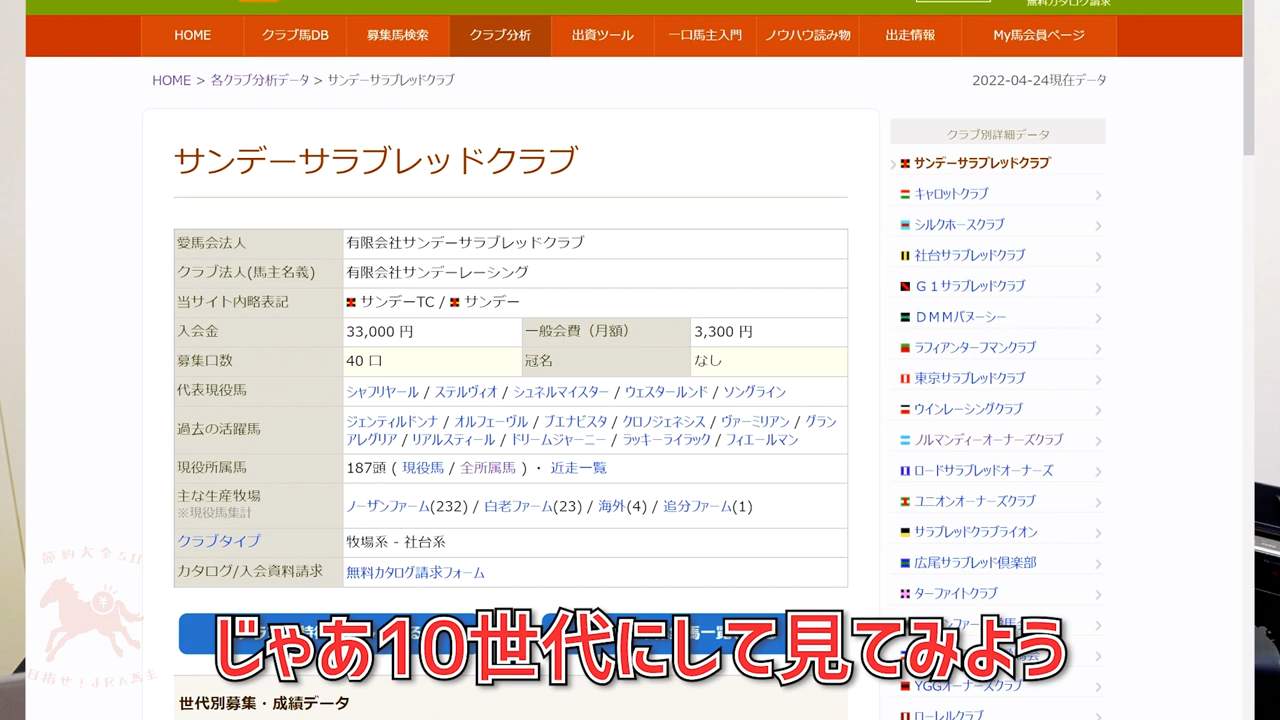 無料カタログ請求
HOME クラブ馬DB 募集馬検索 クラブ分析 出資ツール 一口馬主入門 ノウハウ読み物 出走情報 My馬会員ページ
HOME > 各クラブ分析データ > サンデーサラブレッドクラブ
2022-04-24現在データ
サンデーサラブレッドクラブ
愛馬会法人 有限会社サンデーサラブレッドクラブ
クラブ法人(馬主名義) 有限会社サンデーレーシング
当サイト内略表記 サンデーTC / サンデー
入会金 33,000 円 一般会費（月額） 3,300 円
募集口数 40 口 冠名 なし
代表現役馬 シャフリヤール / ステルヴィオ / シュネルマイスター / ウェスタールンド / ソングライン
過去の活躍馬 ジェンティルドンナ / オルフェーヴル / ブエナビスタ / クロノジェネシス / ヴァーミリアン / グラン
アレグリア / リアルスティール / ドリームジャーニー / ラッキーライラック / フィエールマン
現役所属馬 187頭 ( 現役馬 / 全所属馬 ) ・ 近走一覧
主な生産牧場
※現役馬集計
ノーザンファーム(232) / 白老ファーム(23) / 海外(4) / 追分ファーム(1)
クラブタイプ 牧場系 - 社台系
カタログ/入会資料請求 無料カタログ請求フォーム
じゃあ10世代にして見てみよう
世代別募集・成績データ
クラブ別詳細データ
サンデーサラブレッドクラブ
キャロットクラブ
シルクホースクラブ
社台サラブレッドクラブ
Ｇ１サラブレッドクラブ
ＤＭＭバヌーシー
ラフィアンターフマンクラブ
東京サラブレッドクラブ
ウインレーシングクラブ
ノルマンディーオーナーズクラブ
ロードサラブレッドオーナーズ
ユニオンオーナーズクラブ
サラブレッドクラブライオン
広尾サラブレッド倶楽部
ターファイトクラブ
YGGオーナーズクラブ
ローレルクラブ
目指せ!JRA馬主